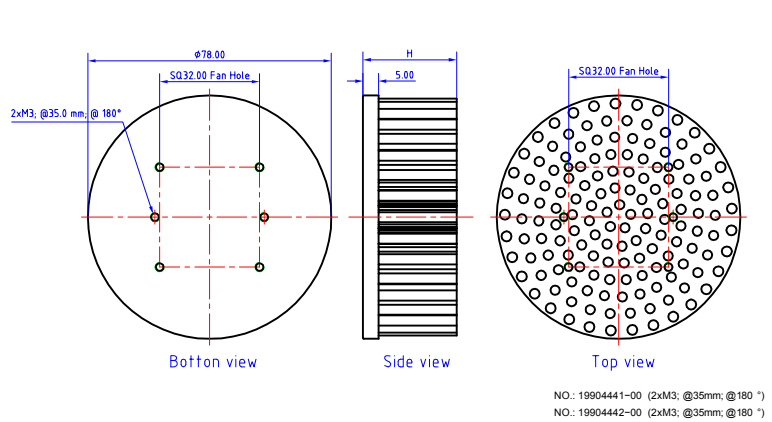 ϕ78.00
SQ32.00 Fan Hole
2xM3; @35.0 mm; @ 180°
H
5.00
SQ32.00 Fan Hole
Botton view
Side view
Top view
NO.: 19904441-00 (2xM3; @35mm; @180 °)
NO.: 19904442-00 (2xM3; @35mm; @180 °)